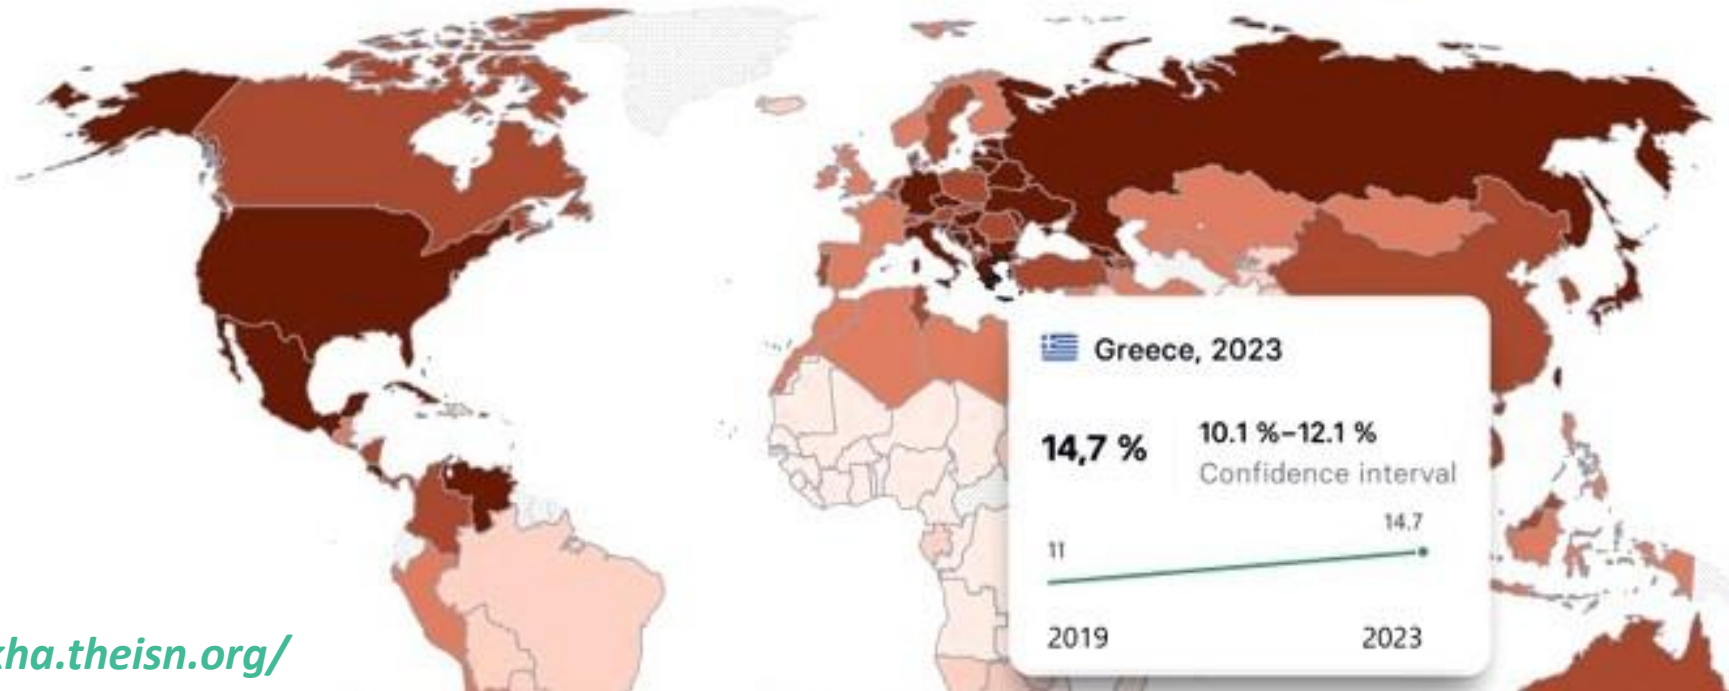 Greece, 2023
14,7 %
10.1 %–12.1 %
Confidence interval
14.7
11
2019
2023
kha.theisn.org/